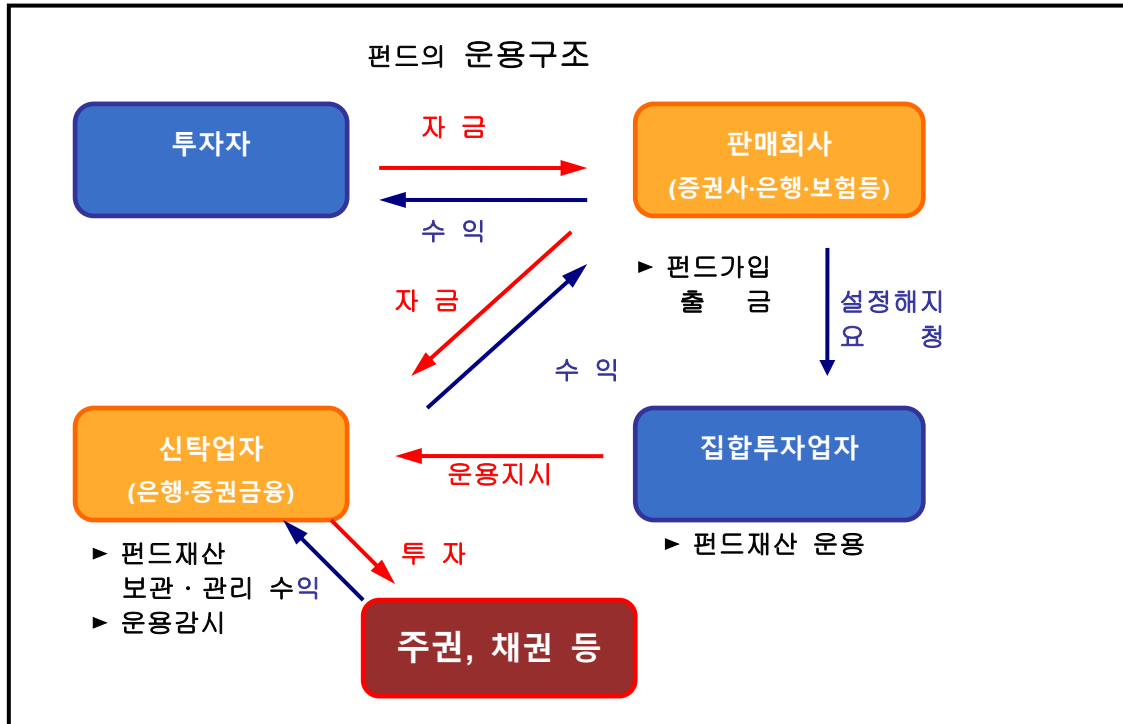 펀드의 운용구조
투자자
자 금
판매회사
(증권사·은행·보험등)
수 익
► 펀드가입
출 금
자 금
설정해지
요 청
수 익
신탁업자
(은행·증권금융)
집합투자업자
운용지시
► 펀드재산 운용
► 펀드재산
보관 · 관리 수익
► 운용감시
투 자
주권, 채권 등